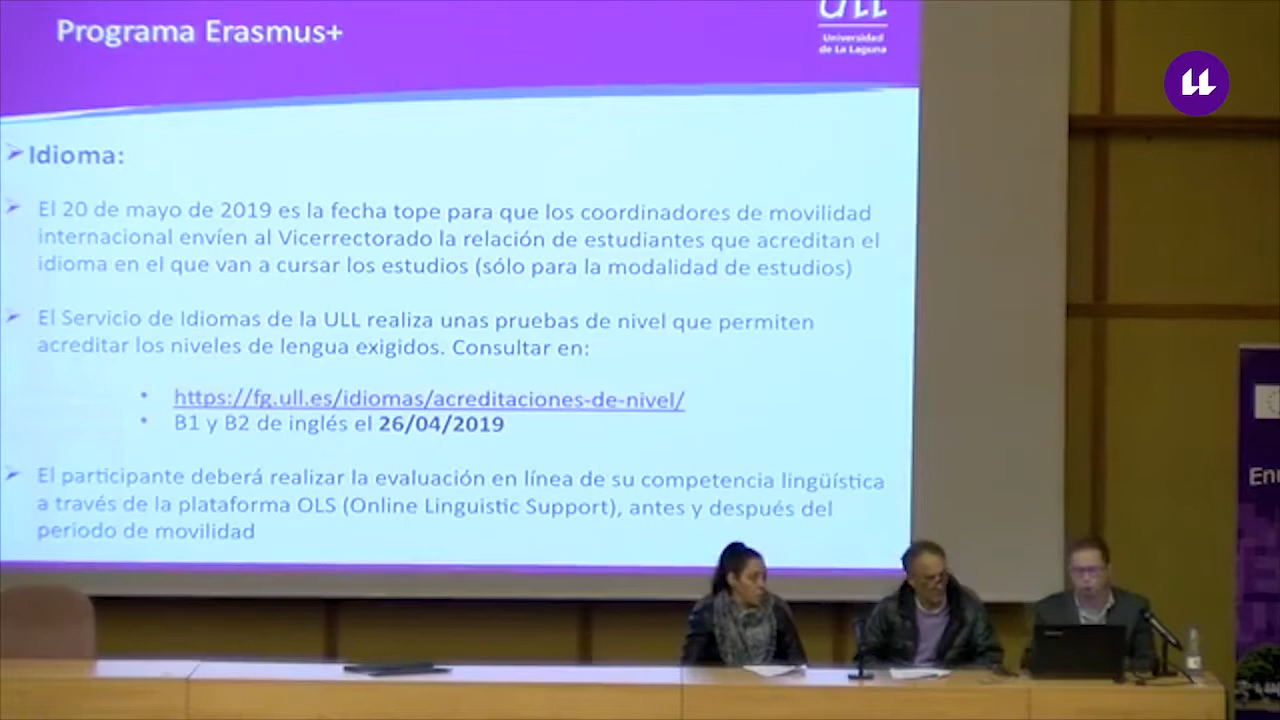 Programa Erasmus+
ULL
Universidad
de La Laguna
Idioma:
El 20 de mayo de 2019 es la fecha tope para que los coordinadores de movilidad
internacional envíen al Vicerrectorado la relación de estudiantes que acreditan el
idioma en el que van a cursar los estudios (sólo para la modalidad de estudios)
El Servicio de Idiomas de la ULL realiza unas pruebas de nivel que permiten
acreditar los niveles de lengua exigidos. Consultar en:
https://fg.ull.es/idiomas/acreditaciones-de-nivel/
B1 y B2 de inglés el 26/04/2019
El participante deberá realizar la evaluación en línea de su competencia lingüística
a través de la plataforma OLS (Online Linguistic Support), antes y después del
periodo de movilidad